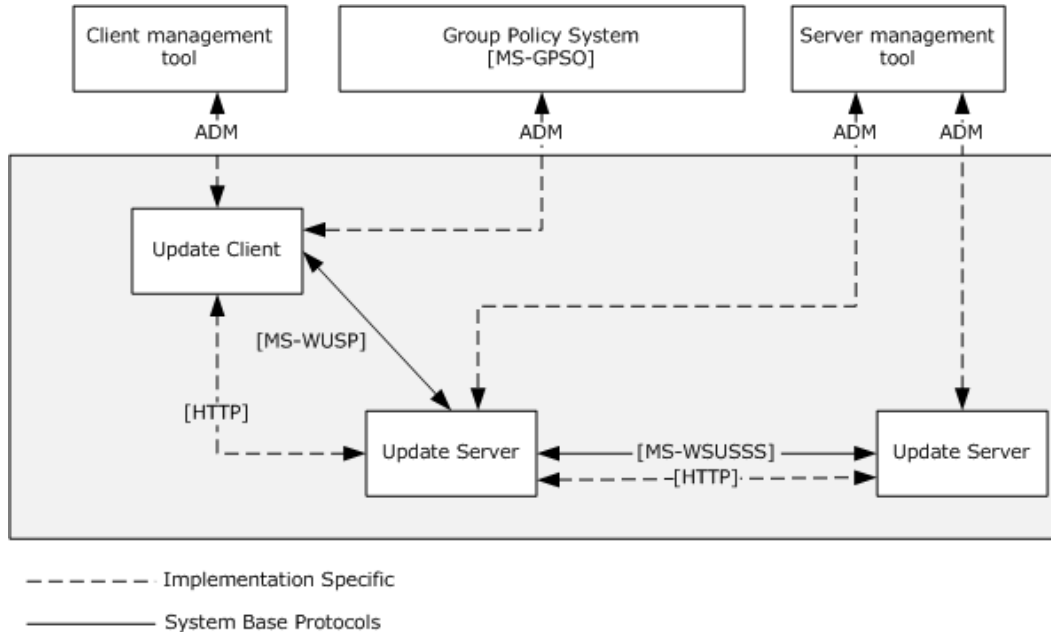 Client management
tool
Group Policy System
[MS-GPSO]
Server management
tool
ADM
ADM
ADM
ADM
Update Client
[MS-WUSP]
[HTTP]
Update Server
[MS-WSUSSS]
[HTTP]
Update Server
Implementation Specific
System Base Protocols